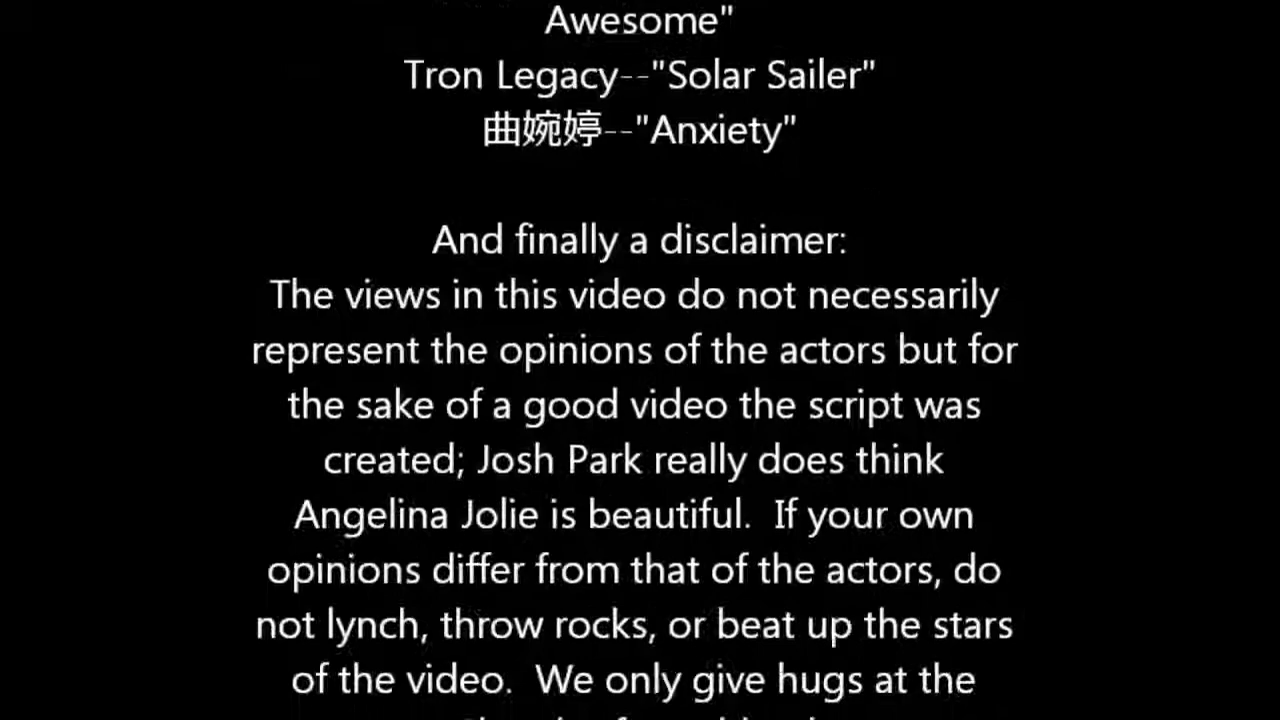 Awesome"
Tron Legacy--"Solar Sailer"
曲婉婷--"Anxiety"
And finally a disclaimer:
The views in this video do not necessarily
represent the opinions of the actors but for
the sake of a good video the script was
created; Josh Park really does think
Angelina Jolie is beautiful.  If your own
opinions differ from that of the actors, do
not lynch, throw rocks, or beat up the stars
of the video.  We only give hugs at the